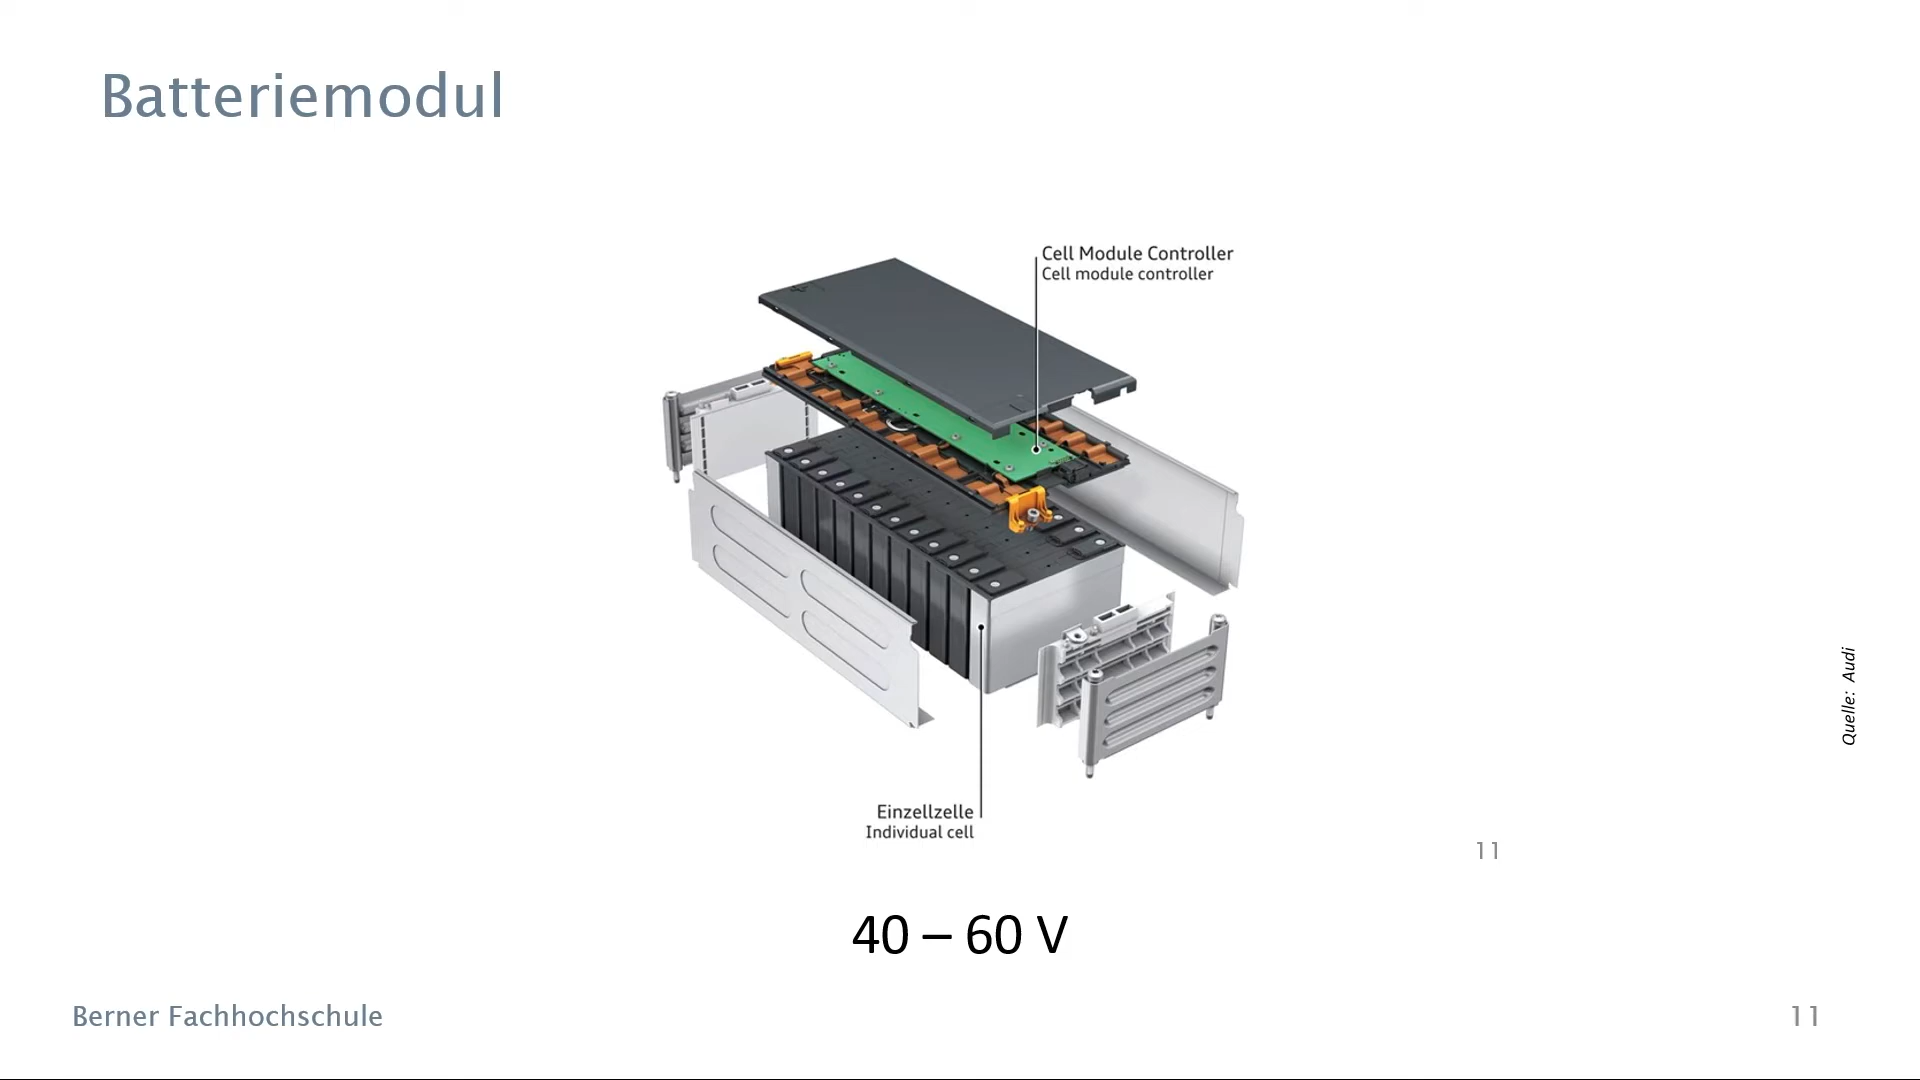 Batteriemodul
Cell Module Controller
Cell module controller
Quelle: Audi
Einzellzelle
Individual cell
11
40 – 60 V
Berner Fachhochschule
11